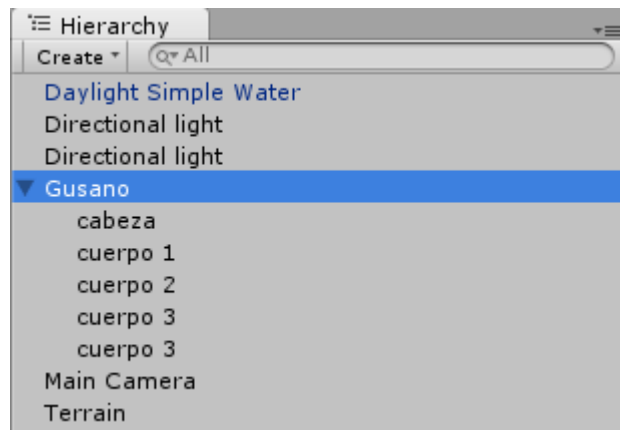 Hierarchy
Create All
Daylight Simple Water
Directional light
Directional light
Gusano
cabeza
cuerpo 1
cuerpo 2
cuerpo 3
cuerpo 3
Main Camera
Terrain